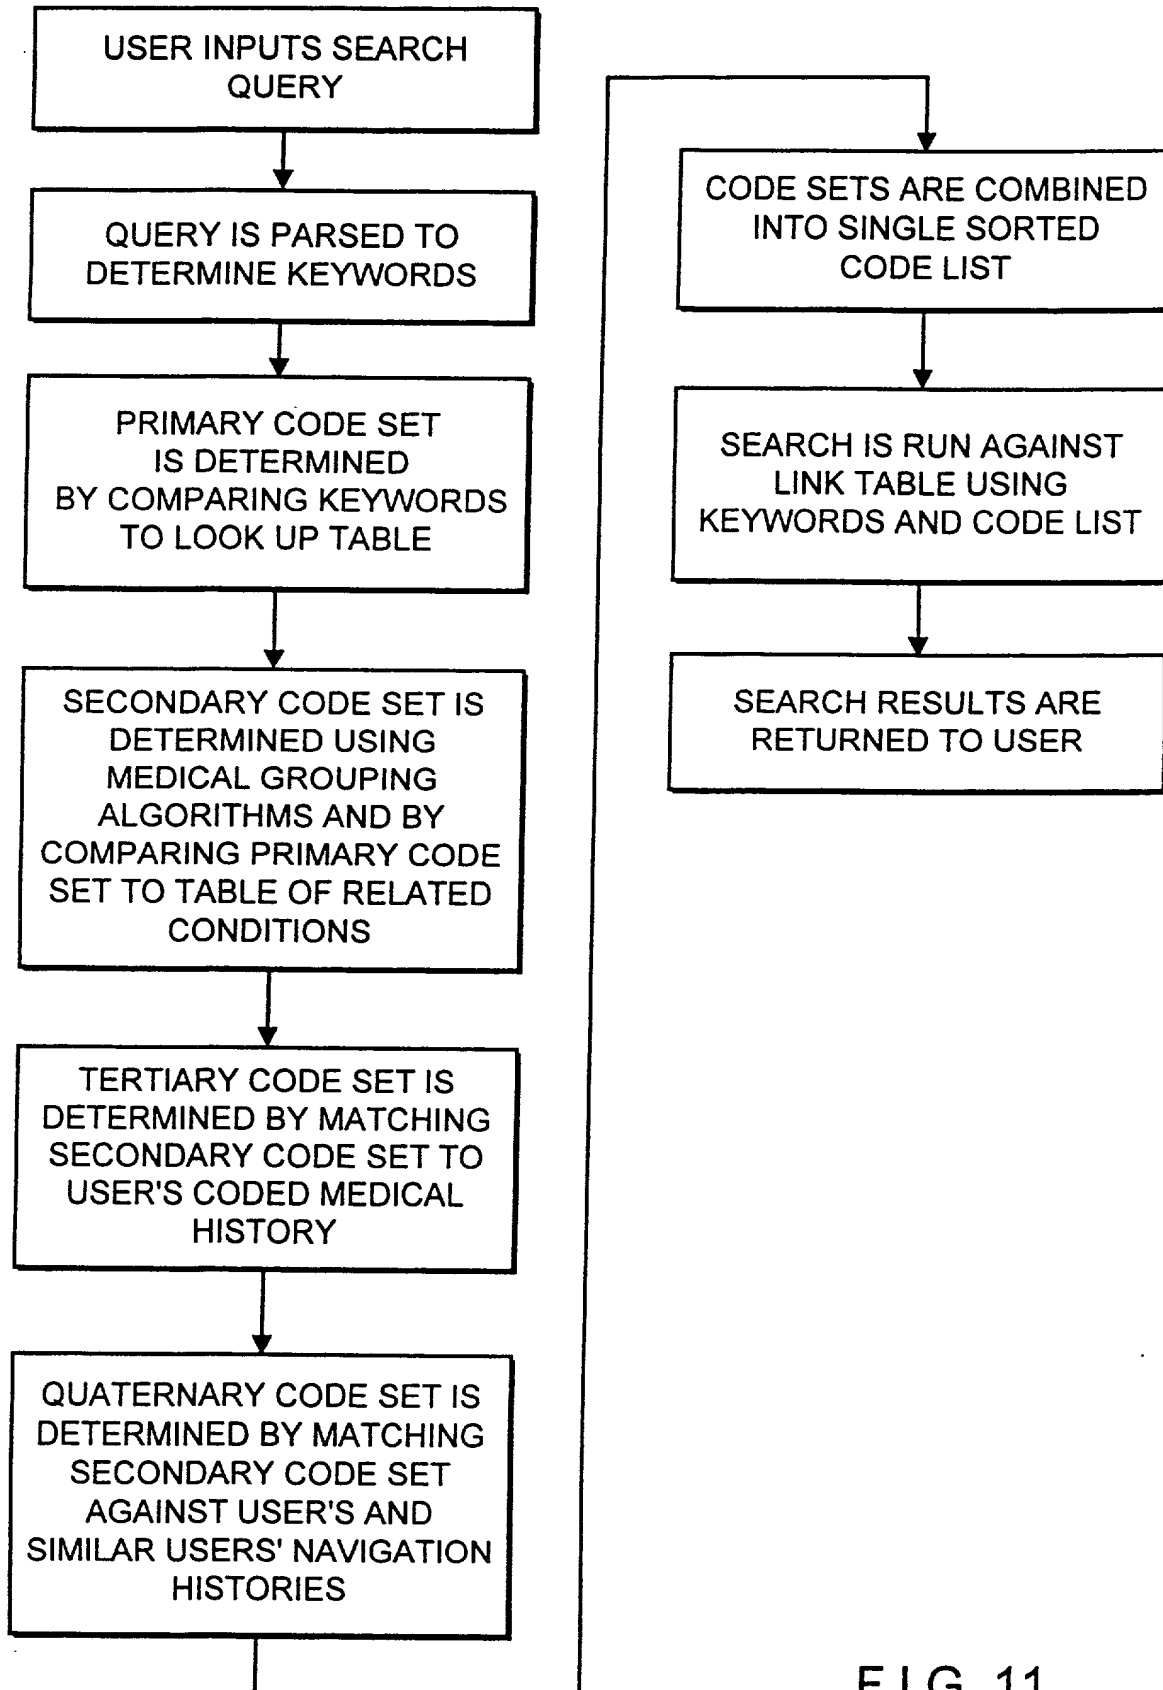 USER INPUTS SEARCH
QUERY
QUERY IS PARSED TO
DETERMINE KEYWORDS
PRIMARY CODE SET
IS DETERMINED
BY COMPARING KEYWORDS
TO LOOK UP TABLE
SECONDARY CODE SET IS
DETERMINED USING
MEDICAL GROUPING
ALGORITHMS AND BY
COMPARING PRIMARY CODE
SET TO TABLE OF RELATED
CONDITIONS
TERTIARY CODE SET IS
DETERMINED BY MATCHING
SECONDARY CODE SET TO
USER'S CODED MEDICAL
HISTORY
QUATERNARY CODE SET IS
DETERMINED BY MATCHING
SECONDARY CODE SET
AGAINST USER'S AND
SIMILAR USERS' NAVIGATION
HISTORIES
CODE SETS ARE COMBINED
INTO SINGLE SORTED
CODE LIST
SEARCH IS RUN AGAINST
LINK TABLE USING
KEYWORDS AND CODE LIST
SEARCH RESULTS ARE
RETURNED TO USER
FIG. 11